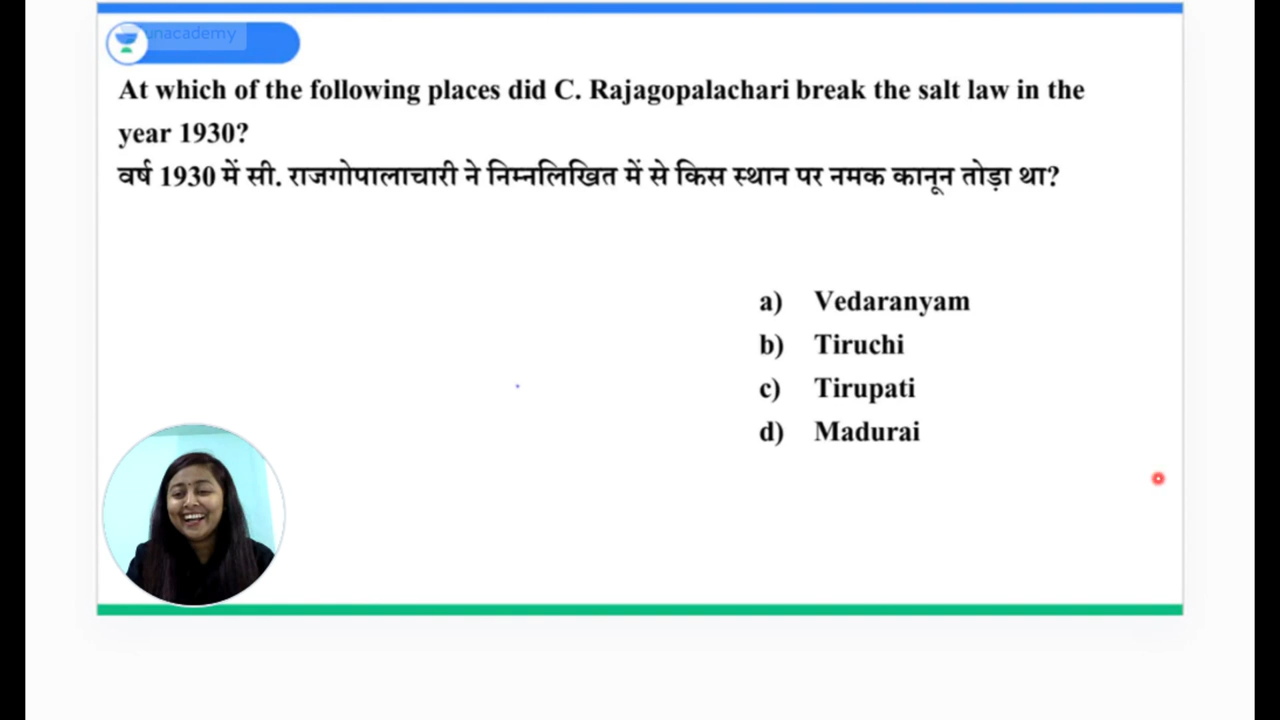 unacademy
At which of the following places did C. Rajagopalachari break the salt law in the
year 1930?
वर्ष 1930 में सी. राजगोपालाचारी ने निम्नलिखित में से किस स्थान पर नमक कानून तोड़ा था?
a) Vedaranyam
b) Tiruchi
c) Tirupati
d) Madurai